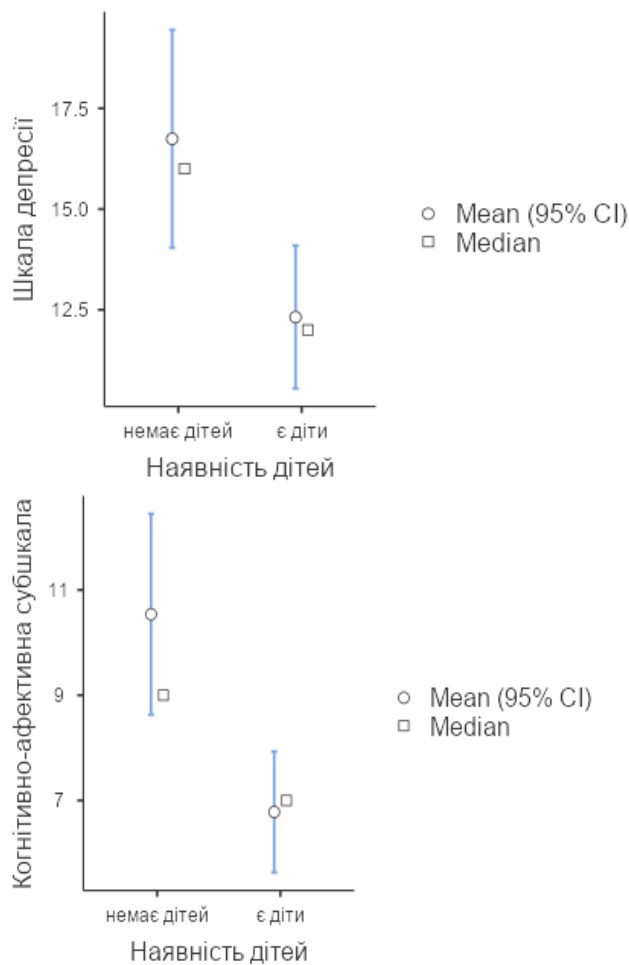 Шкала депресії
17.5
15.0
12.5
немає дітей
є діти
Наявність дітей
Mean (95% CI)
Median
Когнітивно-афективна субшкала
11
9
7
немає дітей
є діти
Наявність дітей
Mean (95% CI)
Median